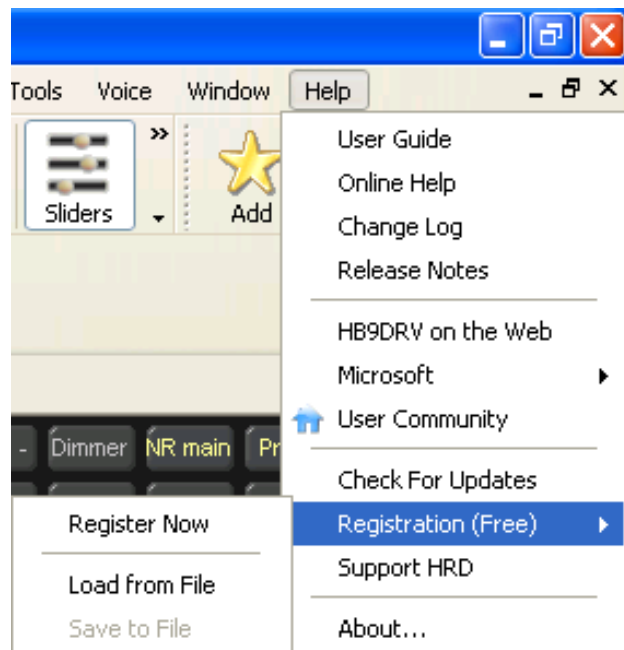 Tools Voice Window Help
Sliders
Add
User Guide
Online Help
Change Log
Release Notes
HB9DRV on the Web
Microsoft
User Community
Check For Updates
Registration (Free)
Support HRD
About...
- Dimmer NR main Pr
Register Now
Load from File
Save to File